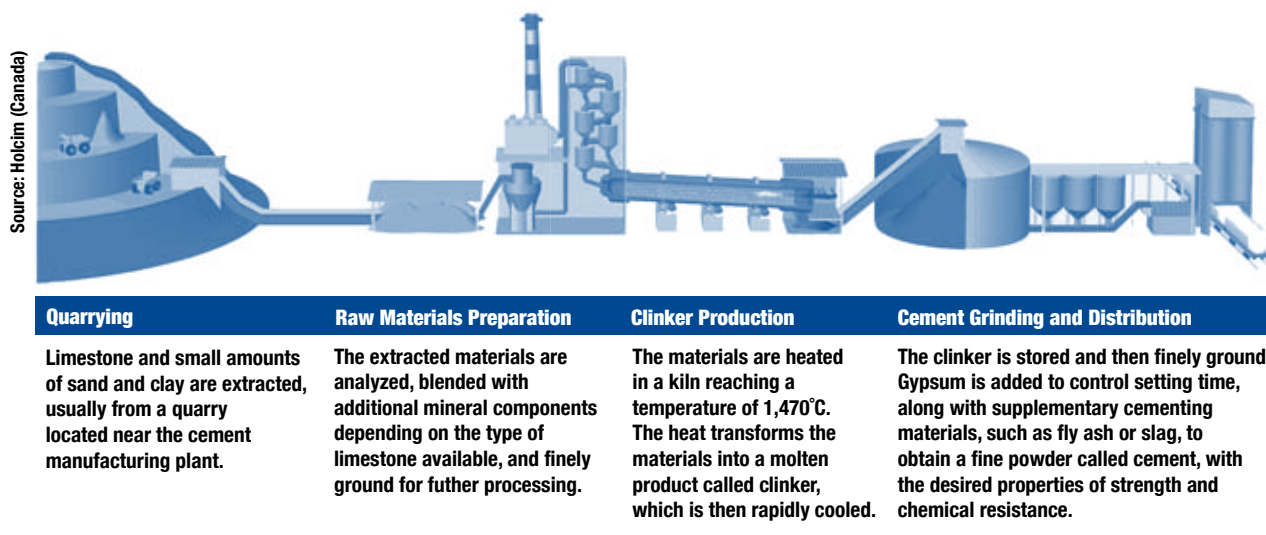 Source: Holcim (Canada)
Quarrying
Limestone and small amounts
of sand and clay are extracted,
usually from a quarry
located near the cement
manufacturing plant.
Raw Materials Preparation
The extracted materials are
analyzed, blended with
additional mineral components
depending on the type of
limestone available, and finely
ground for futher processing.
Clinker Production
The materials are heated
in a kiln reaching a
temperature of 1,470°C.
The heat transforms the
materials into a molten
product called clinker,
which is then rapidly cooled.
Cement Grinding and Distribution
The clinker is stored and then finely ground
Gypsum is added to control setting time,
along with supplementary cementing
materials, such as fly ash or slag, to
obtain a fine powder called cement, with
the desired properties of strength and
chemical resistance.